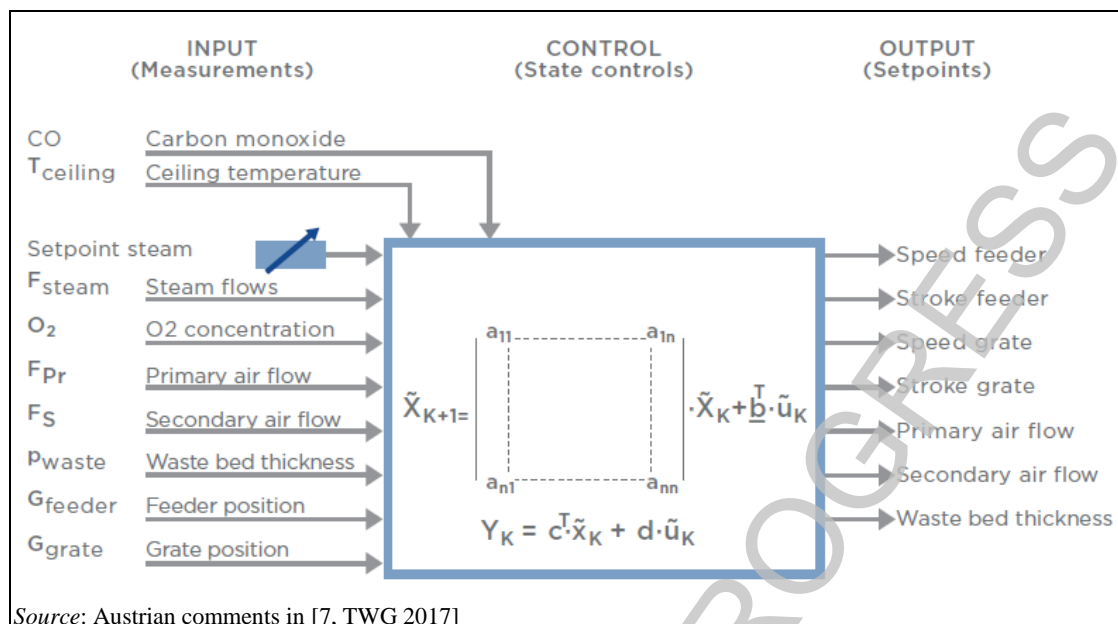 INPUT
(Measurements)
CONTROL
(State controls)
OUTPUT
(Setpoints)
CO Carbon monoxide
Tceiling Ceiling temperature
Setpoint steam
Fsteam Steam flows
O2 O2 concentration
FPr Primary air flow
FS Secondary air flow
Pwaste Waste bed thickness
Gfeeder Feeder position
Ggrate Grate position
a11 a1n
X̃K+1= ·X̃K+b̲T·ũK
an1 ann
YK = cT·x̃K + d·ũK
Speed feeder
Stroke feeder
Speed grate
Stroke grate
Primary air flow
Secondary air flow
Waste bed thickness
ROGRESS
Source: Austrian comments in [7, TWG 2017]